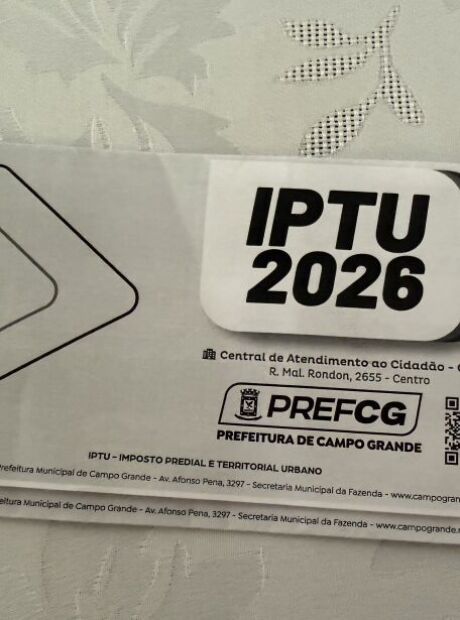 IPTU
2026
Central de Atendimento ao Cidadão -
R. Mal. Rondon, 2655 - Centro
PREFCG
PREFEITURA DE CAMPO GRANDE
IPTU - IMPOSTO PREDIAL E TERRITORIAL URBANO
Prefeitura Municipal de Campo Grande - Av. Afonso Pena, 3297 - Secretaria Municipal da Fazenda - www.campogran
eitura Municipal de Campo Grande - Av. Afonso Pena, 3297 - Secretaria Municipal da Fazenda - www.campogrande.